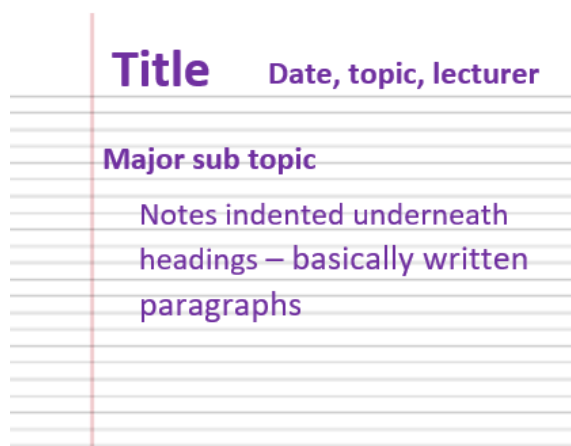 Title Date, topic, lecturer
Major sub topic
Notes indented underneath
headings – basically written
paragraphs